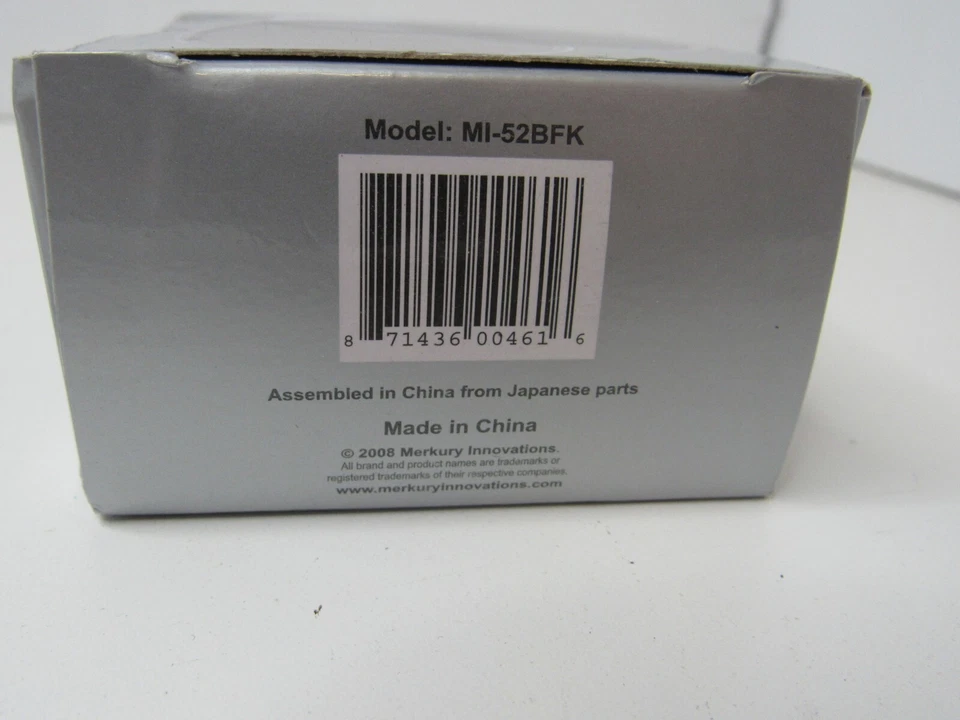 Model: MI-52BFK
8 71436 00461 6
Assembled in China from Japanese parts
Made in China
© 2008 Merkury Innovations.
All brand and product names are trademarks or
registered trademarks of their respective companies.
www.merkuryinnovations.com